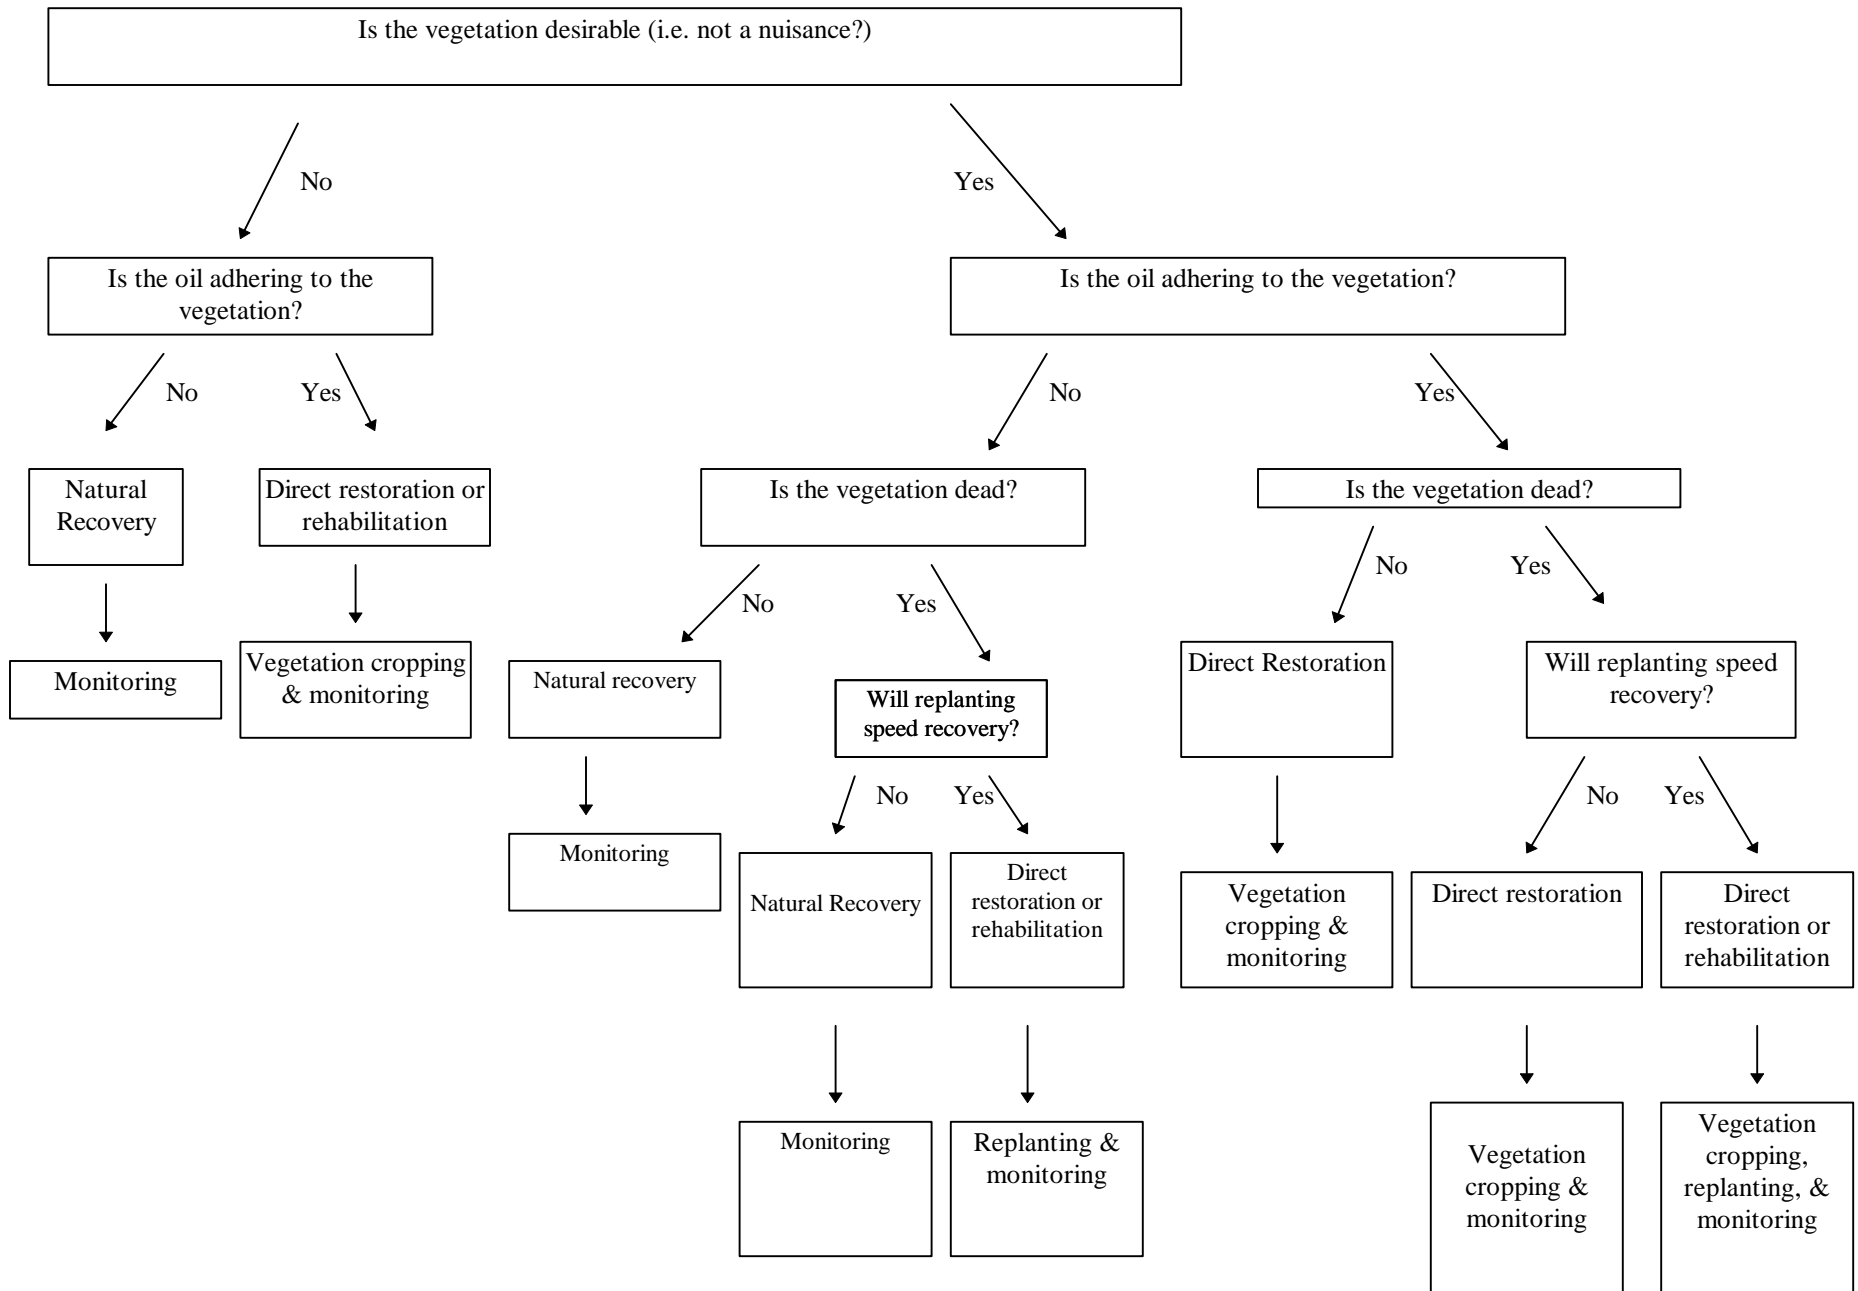 Is the vegetation desirable (i.e. not a nuisance?)
No
Yes
Is the oil adhering to the
vegetation?
Is the oil adhering to the vegetation?
No
Yes
No
Yes
Natural
Recovery
Direct restoration or
rehabilitation
Is the vegetation dead?
Is the vegetation dead?
No
Yes
No
Yes
Monitoring
Vegetation cropping
& monitoring
Natural recovery
Will replanting
speed recovery?
Direct Restoration
Will replanting speed
recovery?
No
Yes
No
Yes
Monitoring
Natural Recovery
Direct
restoration or
rehabilitation
Vegetation
cropping &
monitoring
Direct restoration
Direct
restoration or
rehabilitation
Monitoring
Replanting &
monitoring
Vegetation
cropping &
monitoring
Vegetation
cropping,
replanting, &
monitoring